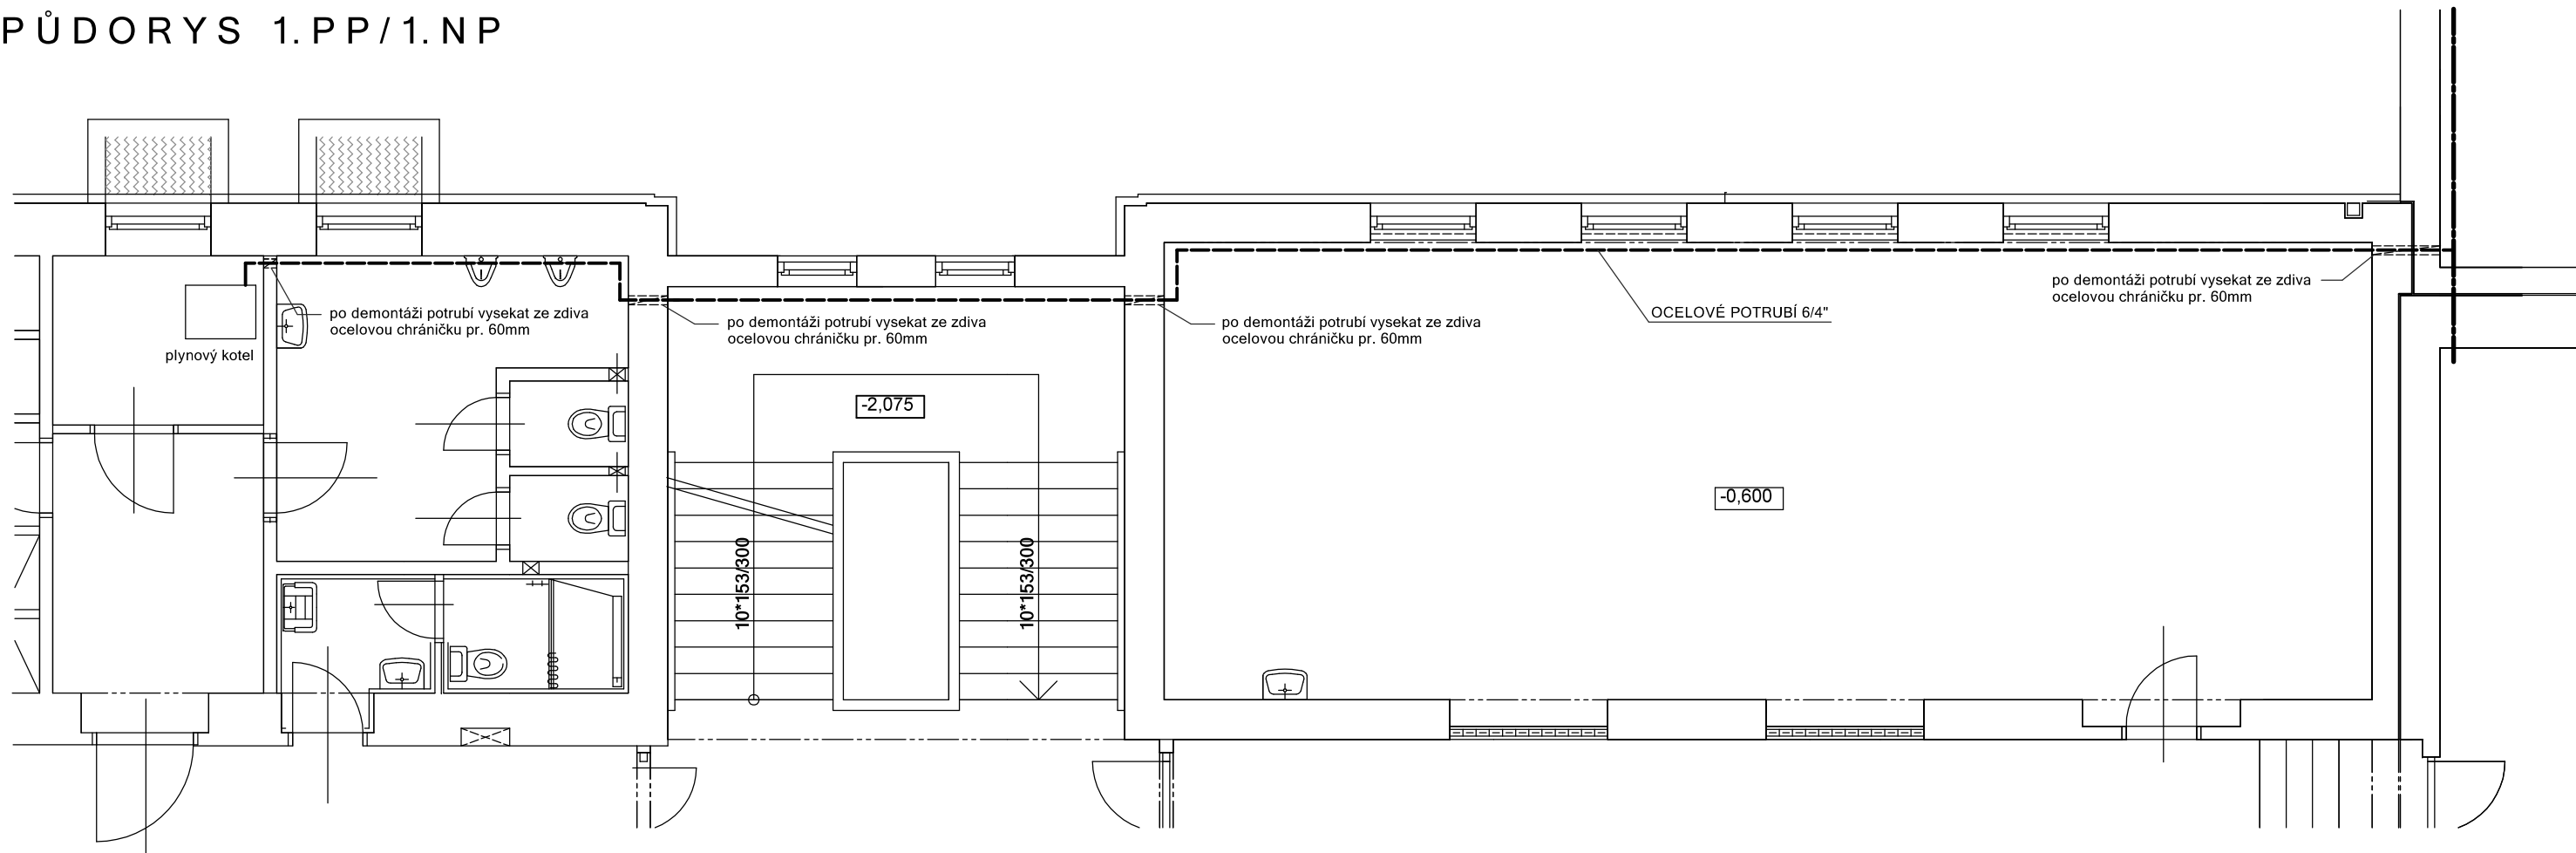 PŮDORYS 1.PP/1.NP
po demontáži potrubí vysekat ze zdiva
ocelovou chráničku pr. 60mm
OCELOVÉ POTRUBÍ 6/4"
po demontáži potrubí vysekat ze zdiva
ocelovou chráničku pr. 60mm
plynový kotel
po demontáži potrubí vysekat ze zdiva
ocelovou chráničku pr. 60mm
po demontáži potrubí vysekat ze zdiva
ocelovou chráničku pr. 60mm
-2,075
-0,600
10*153/300
10*153/300